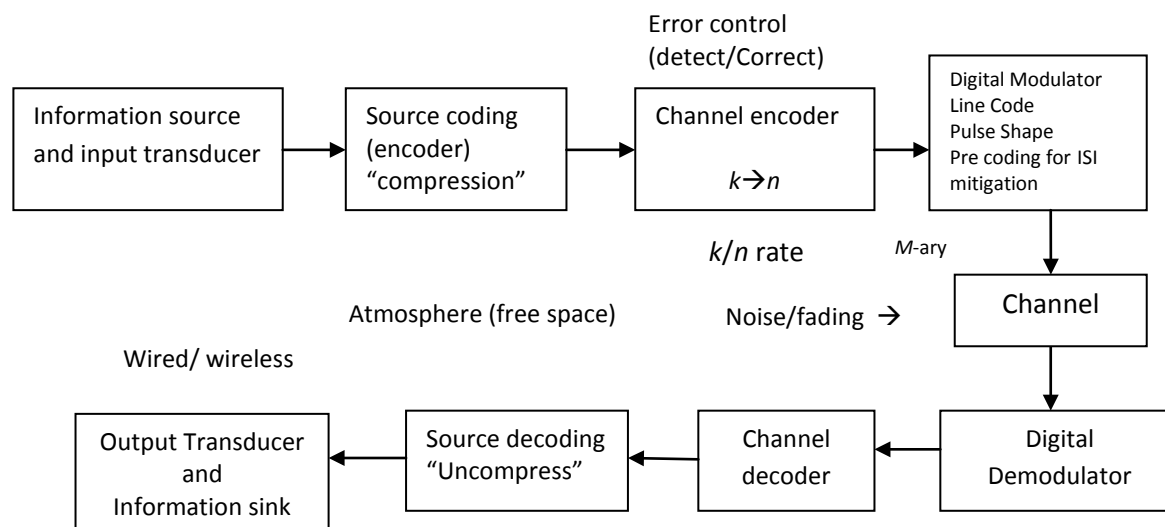 Error control
(detect/Correct)
Information source
and input transducer
Source coding
(encoder)
“compression”
Channel encoder
k→n
Digital Modulator
Line Code
Pulse Shape
Pre coding for ISI
mitigation
k/n rate
M-ary
Atmosphere (free space)
Noise/fading →
Channel
Wired/ wireless
Output Transducer
and
Information sink
Source decoding
“Uncompress”
Channel
decoder
Digital
Demodulator